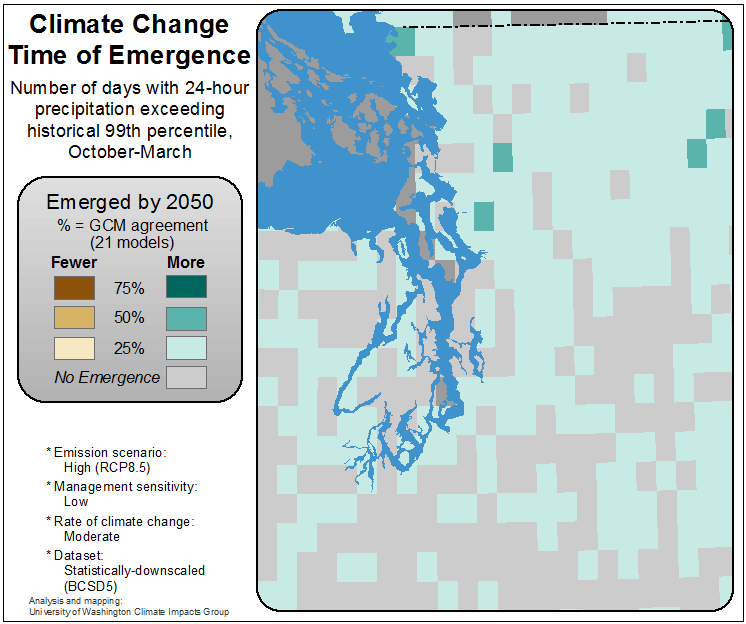 Climate Change
Time of Emergence
Number of days with 24-hour
precipitation exceeding
historical 99th percentile,
October-March
Emerged by 2050
% = GCM agreement
(21 models)
Fewer More
75%
50%
25%
No Emergence
* Emission scenario:
High (RCP8.5)
* Management sensitivity:
Low
* Rate of climate change:
Moderate
* Dataset:
Statistically-downscaled
(BCSD5)
Analysis and mapping:
University of Washington Climate Impacts Group